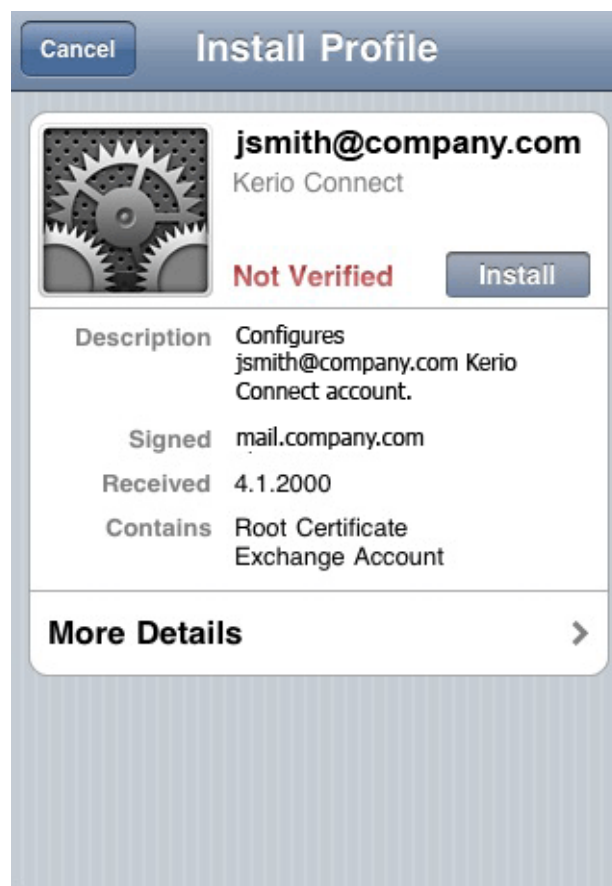 Cancel
Install Profile
jsmith@company.com
Kerio Connect
Not Verified
Install
Description
Configures
jsmith@company.com Kerio
Connect account.
Signed
mail.company.com
Received
4.1.2000
Contains
Root Certificate
Exchange Account
More Details